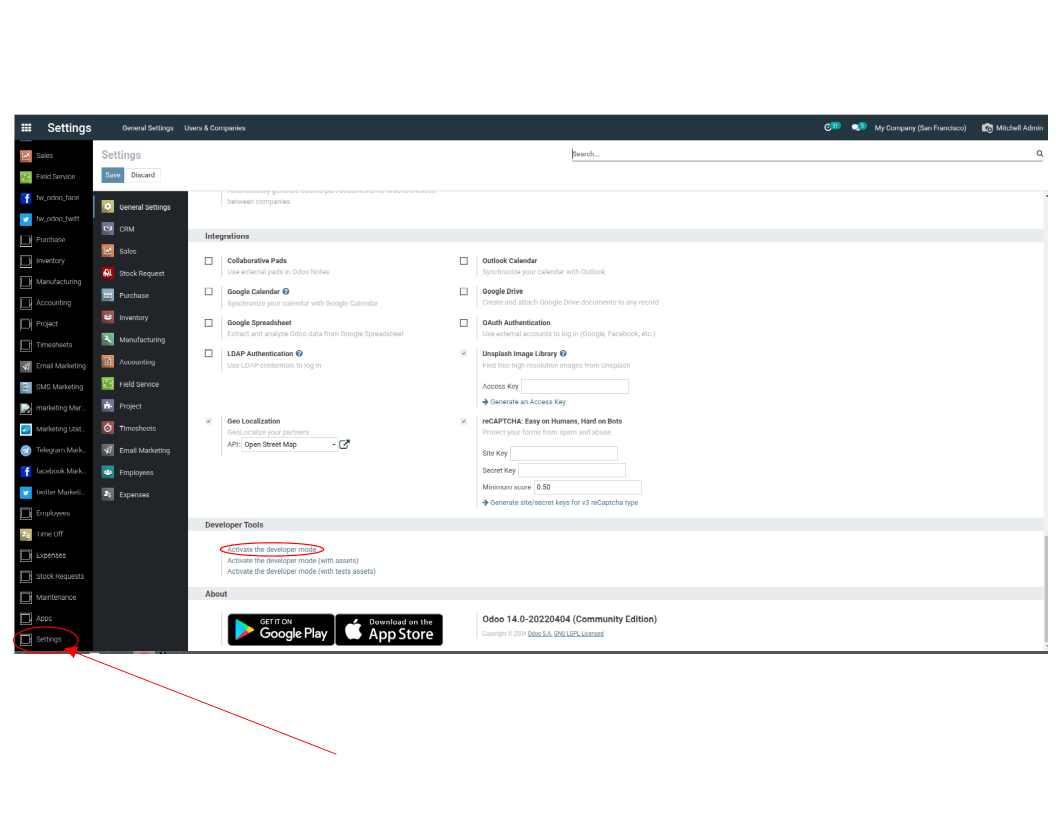 Settings
General Settings
Users & Companies
31
5
My Company (San Francisco)
Mitchell Admin
Sales
Field Service
tw_odoo_face
tw_odoo_twitt
Purchase
Inventory
Manufacturing
Accounting
Project
Timesheets
Email Marketing
SMS Marketing
marketing Mar...
Marketing Stat...
Telegram Mark...
facebook Mark...
twitter Marketi...
Employees
Time Off
Expenses
Stock Requests
Maintenance
Apps
Settings
Settings
Search...
Save
Discard
General Settings
CRM
Sales
Stock Request
Purchase
Inventory
Manufacturing
Accounting
Field Service
Project
Timesheets
Email Marketing
Employees
Expenses
Automatically generate counterpart documents for orders/invoices
between companies
Integrations
Collaborative Pads
Use external pads in Odoo Notes
Outlook Calendar
Synchronize your calendar with Outlook
Google Calendar
Synchronize your calendar with Google Calendar
Google Drive
Create and attach Google Drive documents to any record
Google Spreadsheet
Extract and analyze Odoo data from Google Spreadsheet
OAuth Authentication
Use external accounts to log in (Google, Facebook, etc.)
LDAP Authentication
Use LDAP credentials to log in
Unsplash Image Library
Find free high resolution images from Unsplash
Access Key
Generate an Access Key
Geo Localization
GeoLocalize your partners
API: Open Street Map
reCAPTCHA: Easy on Humans, Hard on Bots
Protect your forms from spam and abuse.
Site Key
Secret Key
Minimum score 0.50
Generate site/secret keys for v3 reCaptcha type
Developer Tools
Activate the developer mode
Activate the developer mode (with assets)
Activate the developer mode (with tests assets)
About
GET IT ON
Google Play
Download on the
App Store
Odoo 14.0-20220404 (Community Edition)
Copyright © 2004 Odoo S.A. GNU LGPL Licensed